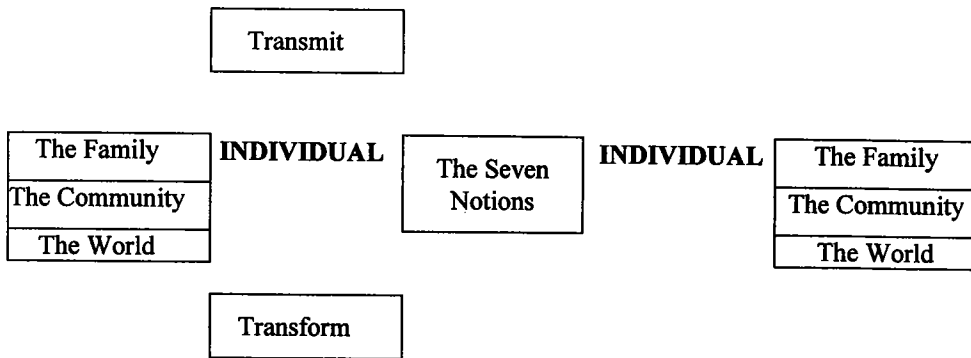 Transmit
The Family
The Community
The World
INDIVIDUAL
The Seven
Notions
INDIVIDUAL
The Family
The Community
The World
Transform